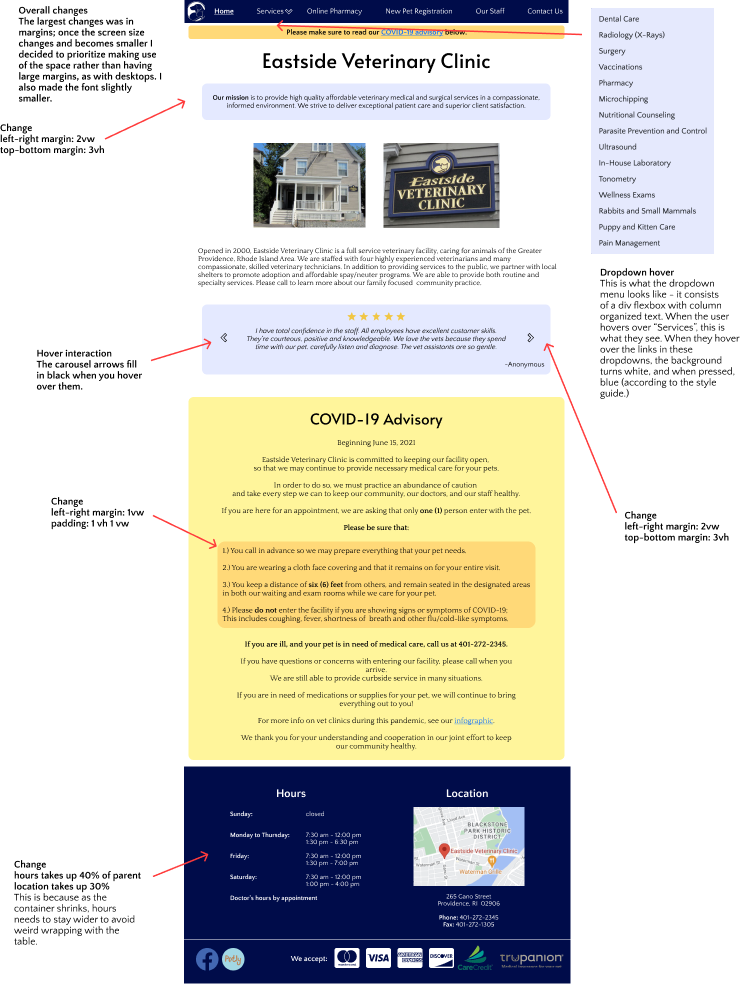 Overall changes
The largest changes was in
margins; once the screen size
changes and becomes smaller I
decided to prioritize making use
of the space rather than having
large margins, as with desktops. I
also made the font slightly
smaller.
Change
left-right margin: 2vw
top-bottom margin: 3vh
Home Services Online Pharmacy New Pet Registration Our Staff Contact Us
Please make sure to read our COVID-19 advisory below.
Eastside Veterinary Clinic
Our mission is to provide high quality affordable veterinary medical and surgical services in a compassionate,
informed environment. We strive to deliver exceptional patient care and superior client satisfaction.
Eastside
VETERINARY
CLINIC
Opened in 2000, Eastside Veterinary Clinic is a full service veterinary facility, caring for animals of the Greater
Providence, Rhode Island Area. We are staffed with four highly experienced veterinarians and many
compassionate, skilled veterinary technicians. In addition to providing services to the public, we partner with local
shelters to promote adoption and affordable spay/neuter programs. We are able to provide both routine and
specialty services. Please call to learn more about our family focused community practice.
I have total confidence in the staff. All employees have excellent customer skills.
They're courteous, positive and knowledgeable. We love the vets because they spend
time with our pet, carefully listen and diagnose. The vet assistants are so gentle.
~Anonymous
Hover interaction
The carousel arrows fill
in black when you hover
over them.
Dental Care
Radiology (X-Rays)
Surgery
Vaccinations
Pharmacy
Microchipping
Nutritional Counseling
Parasite Prevention and Control
Ultrasound
In-House Laboratory
Tonometry
Wellness Exams
Rabbits and Small Mammals
Puppy and Kitten Care
Pain Management
Dropdown hover
This is what the dropdown
menu looks like - it consists
of a div flexbox with column
organized text. When the user
hovers over "Services", this is
what they see. When they hover
over the links in these
dropdowns, the background
turns white, and when pressed,
blue (according to the style
guide.)
COVID-19 Advisory
Beginning June 15, 2021
Eastside Veterinary Clinic is committed to keeping our facility open,
so that we may continue to provide necessary medical care for your pets.
In order to do so, we must practice an abundance of caution
and take every step we can to keep our community, our doctors, and our staff healthy.
If you are here for an appointment, we are asking that only one (1) person enter with the pet.
Please be sure that:
1.) You call in advance so we may prepare everything that your pet needs.
2.) You are wearing a cloth face covering and that it remains on for your entire visit.
3.) You keep a distance of six (6) feet from others, and remain seated in the designated areas
in both our waiting and exam rooms while we care for your pet.
4.) Please do not enter the facility if you are showing signs or symptoms of COVID-19:
This includes coughing, fever, shortness of breath and other flu/cold-like symptoms.
If you are ill, and your pet is in need of medical care, call us at 401-272-2345.
If you have questions or concerns with entering our facility, please call when you
arrive.
We are still able to provide curbside service in many situations.
If you are in need of medications or supplies for your pet, we will continue to bring
everything out to you!
For more info on vet clinics during this pandemic, see our infographic.
We thank you for your understanding and cooperation in our joint effort to keep
our community healthy.
Change
left-right margin: 1vw
padding: 1 vh 1 vw
Change
left-right margin: 2vw
top-bottom margin: 3vh
Hours
Sunday: closed
Monday to Thursday: 7:30 am - 12:00 pm
1:30 pm - 6:30 pm
Friday: 7:30 am - 12:00 pm
1:30 pm - 7:00 pm
Saturday: 7:30 am - 12:00 pm
1:00 pm - 4:00 pm
Doctor's hours by appointment
Location
BLACKSTONE
PARK HISTORIC
DISTRICT
Eastside Veterinary Clinic
Waterman St
Waterman Grille
265 Gano Street
Providence, RI 02906
Phone: 401-272-2345
Fax: 401-272-1305
Change
hours takes up 40% of parent
location takes up 30%
This is because as the
container shrinks, hours
needs to stay wider to avoid
weird wrapping with the
table.
Petly
We accept:
VISA
AMERICAN EXPRESS
DISCOVER
CareCredit
trupanion
Medical insurance for your pet